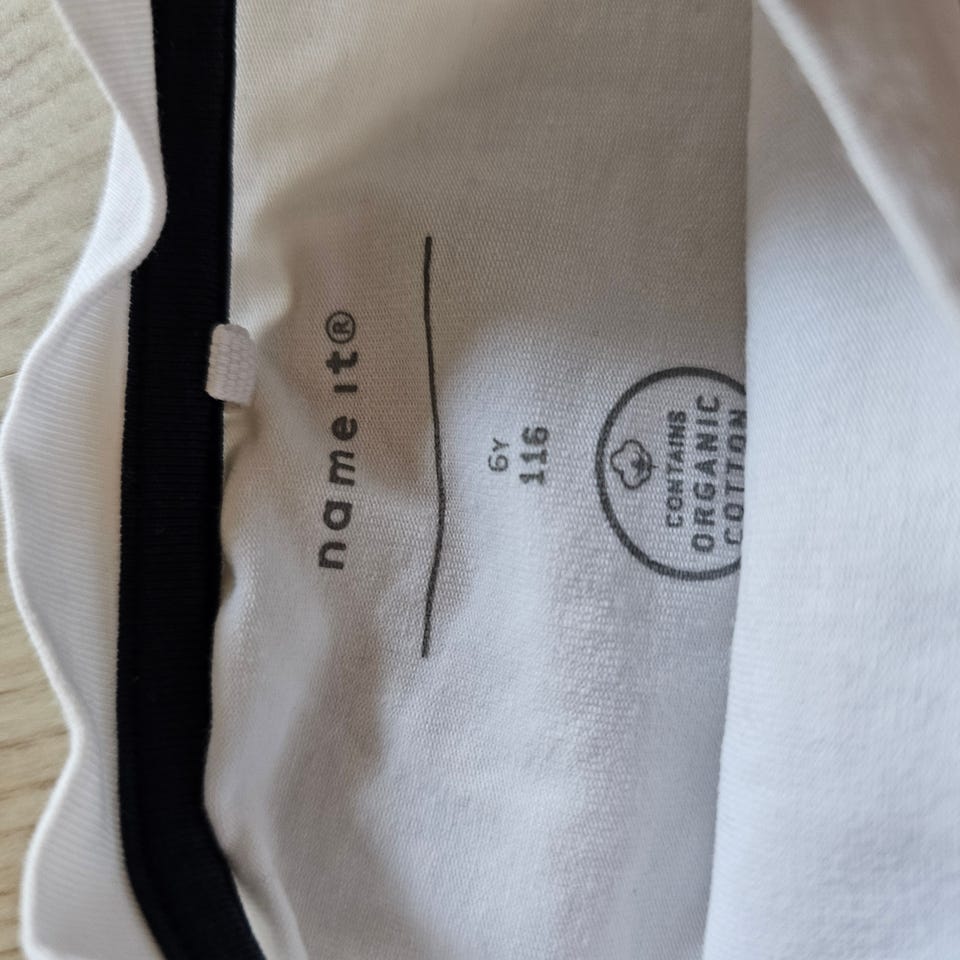 name it®
6Y
116
CONTAINS
ORGANIC
COTTON